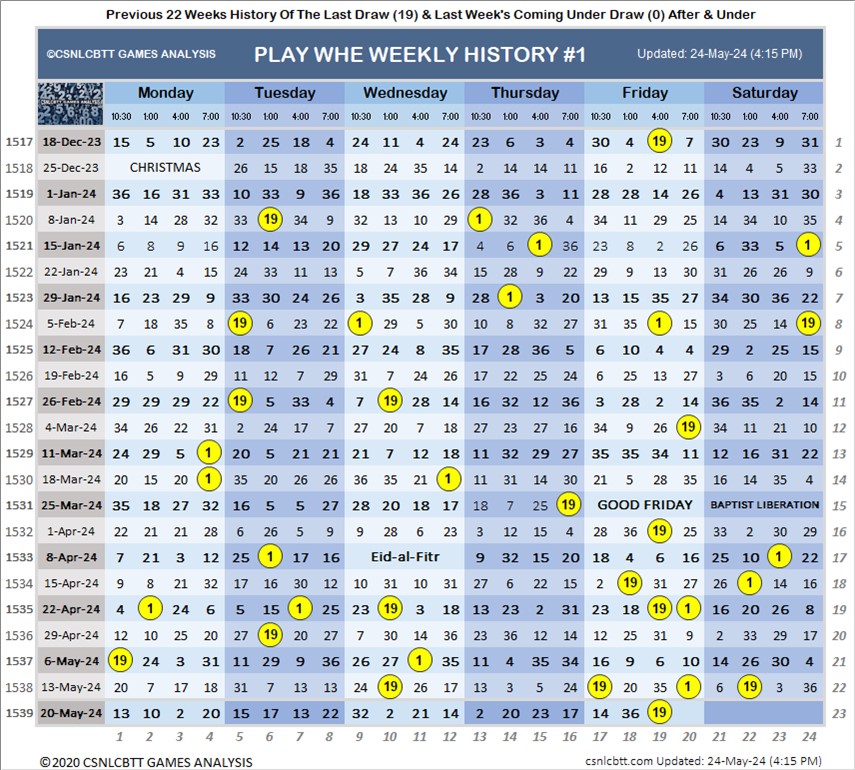 Previous 22 Weeks History Of The Last Draw (19) & Last Week's Coming Under Draw (0) After & Under
©CSNLCBTT GAMES ANALYSIS PLAY WHE WEEKLY HISTORY #1 Updated: 24-May-24 (4:15 PM)
Monday Tuesday Wednesday Thursday Friday Saturday
10:30 1:00 4:00 7:00 10:30 1:00 4:00 7:00 10:30 1:00 4:00 7:00 10:30 1:00 4:00 7:00 10:30 1:00 4:00 7:00 10:30 1:00 4:00 7:00
1517 18-Dec-23 15 5 10 23 2 25 18 4 24 11 4 24 23 6 3 4 30 4 19 7 30 23 9 31 1
1518 25-Dec-23 CHRISTMAS 26 15 18 35 18 24 35 14 2 14 14 11 16 2 12 11 14 4 5 33 2
1519 1-Jan-24 36 16 31 33 10 33 9 36 18 33 36 26 28 36 3 11 28 28 14 26 4 13 31 30 3
1520 8-Jan-24 3 14 28 32 33 19 34 9 32 13 10 29 1 32 36 4 34 11 29 25 14 34 10 35 4
1521 15-Jan-24 6 8 9 16 12 14 13 20 29 27 24 17 4 6 1 36 23 8 2 26 6 33 5 1 5
1522 22-Jan-24 23 21 4 15 24 33 11 13 5 7 36 34 15 28 9 22 29 9 13 30 31 26 26 9 6
1523 29-Jan-24 16 23 29 9 33 30 24 26 3 35 28 9 28 1 3 20 13 15 35 27 34 30 36 22 7
1524 5-Feb-24 7 18 35 8 19 6 23 22 1 29 5 30 10 8 32 27 31 35 1 15 30 25 14 19 8
1525 12-Feb-24 36 6 31 30 18 7 26 21 27 24 8 35 17 28 36 5 6 10 4 4 29 2 25 15 9
1526 19-Feb-24 16 5 9 29 11 12 7 29 31 7 24 26 17 22 25 24 6 25 13 27 3 6 20 15 10
1527 26-Feb-24 29 29 29 22 19 5 33 4 7 19 28 14 16 32 12 36 3 28 2 14 36 35 2 14 11
1528 4-Mar-24 34 26 22 31 2 24 17 7 27 20 7 17 27 34 23 12 34 9 26 19 34 11 21 10 12
1529 11-Mar-24 24 29 5 1 20 5 21 21 21 7 12 18 11 32 29 27 35 35 34 11 12 16 31 22 13
1530 18-Mar-24 20 15 20 1 35 20 26 26 36 26 12 1 7 31 14 12 21 5 28 35 11 10 16 16 14
1531 25-Mar-24 35 18 27 32 16 5 5 27 28 20 18 17 18 7 25 19 GOOD FRIDAY BAPTIST LIBERATION 15
1532 1-Apr-24 22 21 21 28 6 26 5 9 9 28 6 23 3 12 15 4 28 36 19 25 33 2 30 29 16
1533 8-Apr-24 7 21 3 12 25 1 17 16 Eid-al-Fitr 9 32 15 20 18 4 6 16 25 10 1 22 17
1534 15-Apr-24 9 8 21 32 17 16 30 12 10 31 10 31 27 6 22 15 2 19 31 27 26 1 14 16 18
1535 22-Apr-24 4 1 24 6 5 15 1 25 23 19 3 18 13 23 2 31 23 18 19 1 16 20 26 8 19
1536 29-Apr-24 12 10 25 20 27 19 20 27 7 30 14 36 23 36 12 14 12 25 31 9 2 33 29 17 20
1537 6-May-24 19 24 3 31 11 29 9 36 26 27 1 35 11 4 35 34 16 9 6 10 14 26 30 4 21
1538 13-May-24 20 7 17 18 31 7 13 13 24 19 26 17 13 3 5 24 17 20 35 1 6 19 3 36 22
1539 20-May-24 13 10 2 20 15 17 13 22 32 2 21 14 2 20 23 17 14 36 19 23
1 2 3 4 5 6 7 8 9 10 11 12 13 14 15 16 17 18 19 20 21 22 23 24
©2020 CSNLCBTT GAMES ANALYSIS csnlcbtt.com Updated: 24-May-24 (4:15 PM)